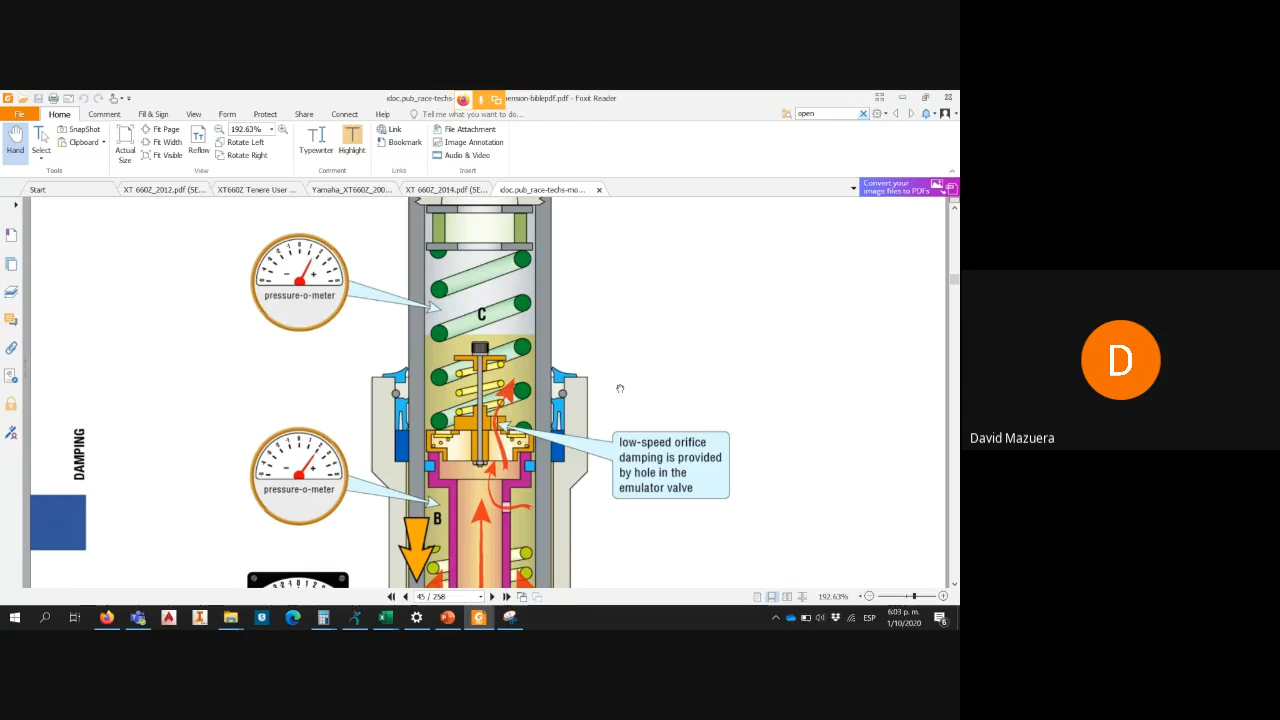 idoc.pub_race-techs- ension-biblepdf.pdf - Foxit Reader
File Home Comment Fill & Sign View Form Protect Share Connect Help Tell me what you want to do... open
Hand
Select
SnapShot
Clipboard
Actual Size
Fit Page
Fit Width
Fit Visible
Reflow
192.63%
Rotate Left
Rotate Right
Typewriter
Highlight
Link
Bookmark
File Attachment
Image Annotation
Audio & Video
Tools View Comment Links Insert
Start XT 660Z_2012.pdf (SE... XT660Z Tenere User ... Yamaha_XT660Z_200... XT 660Z_2014.pdf (SE... idoc.pub_race-techs-mo...
Convert your
image files to PDFs
- 0 +
pressure-o-meter
C
low-speed orifice
damping is provided
by hole in the
emulator valve
DAMPING
- 0 +
pressure-o-meter
B
45 / 258 192.63%
ESP
6:03 p. m.
1/10/2020
D
David Mazuera